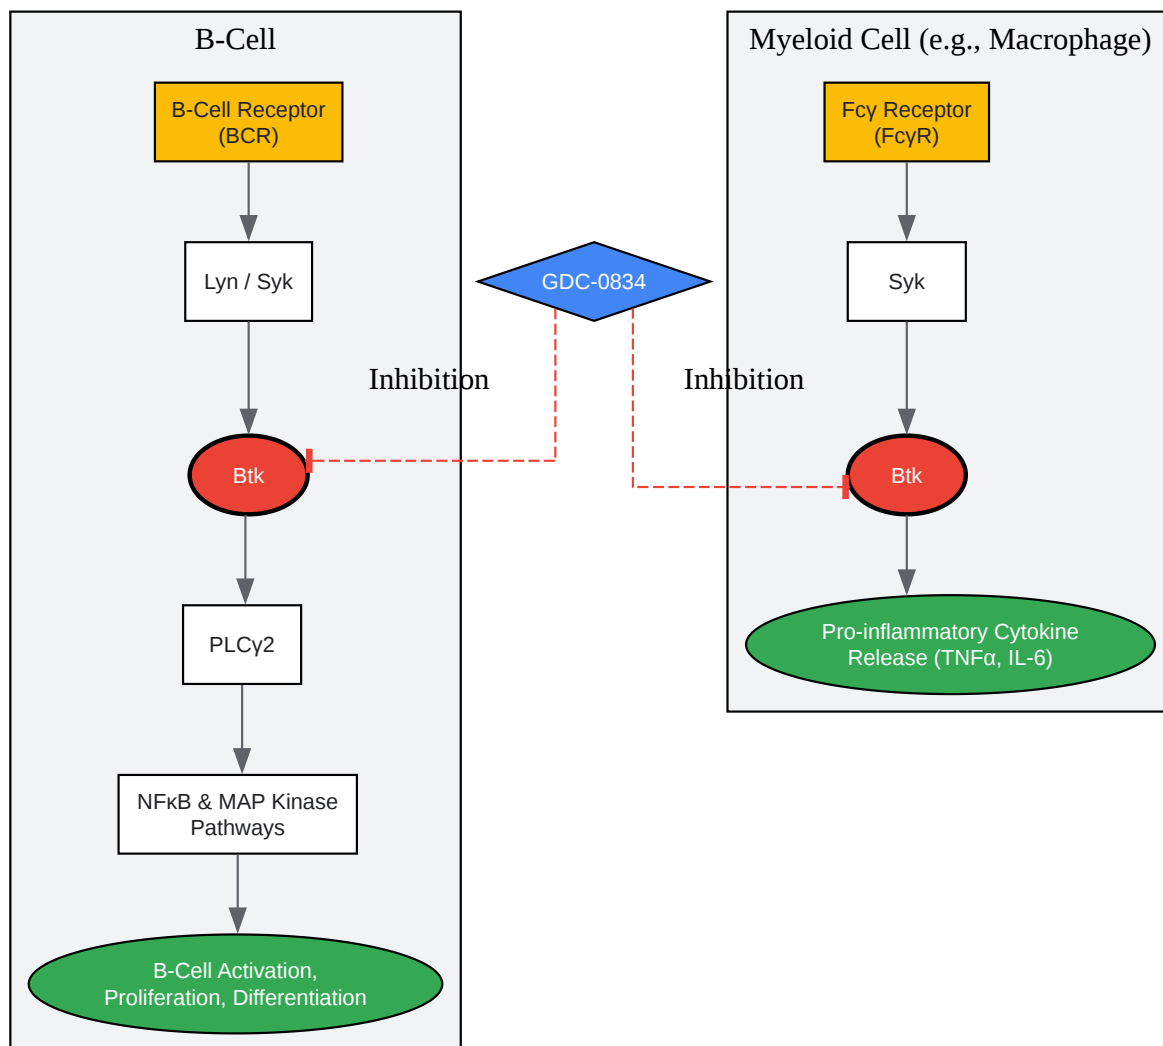 B-Cell
B-Cell Receptor
(BCR)
Lyn / Syk
Inhibition
Btk
PLCγ2
NFκB & MAP Kinase
Pathways
B-Cell Activation,
Proliferation, Differentiation
GDC-0834
Myeloid Cell (e.g., Macrophage)
Fcγ Receptor
(FcγR)
Syk
Inhibition
Btk
Pro-inflammatory Cytokine
Release (TNFα, IL-6)